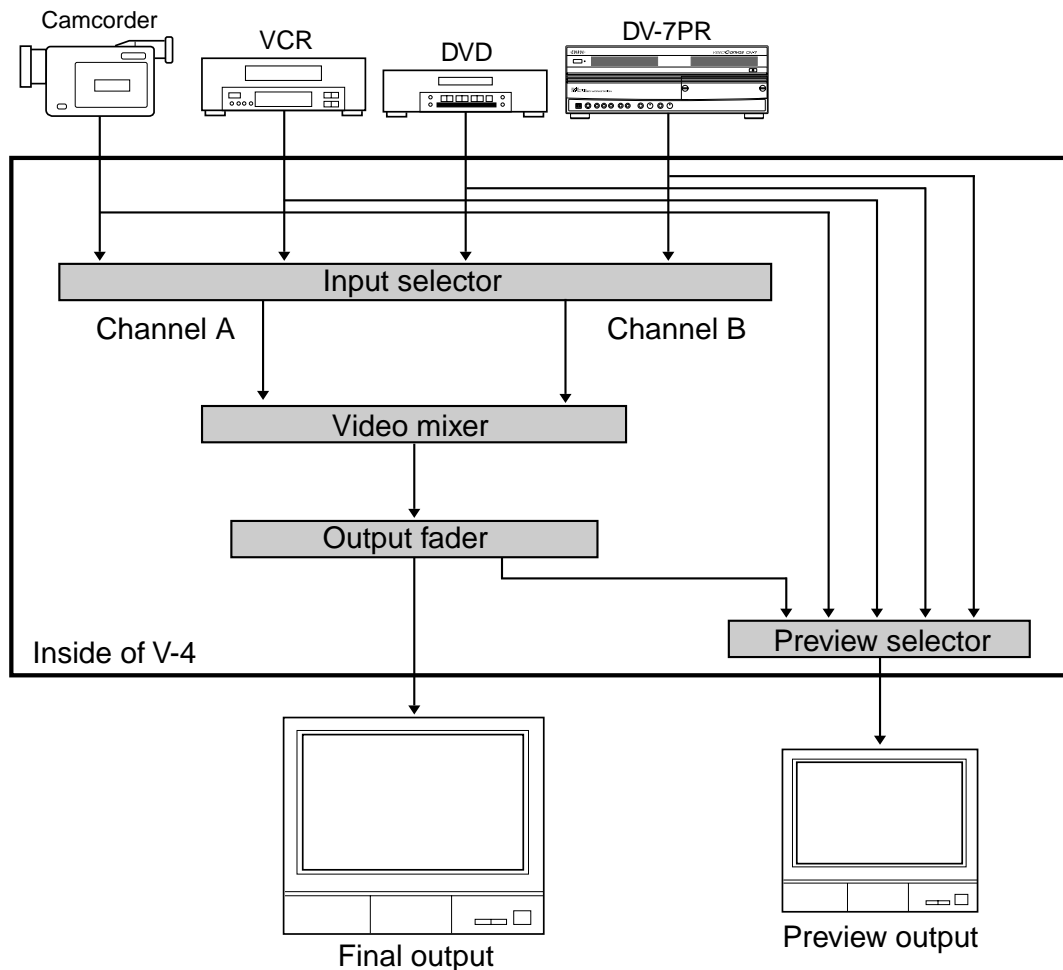 Camcorder
VCR
DVD
DV-7PR
Input selector
Channel A
Channel B
Video mixer
Output fader
Preview selector
Inside of V-4
Final output
Preview output